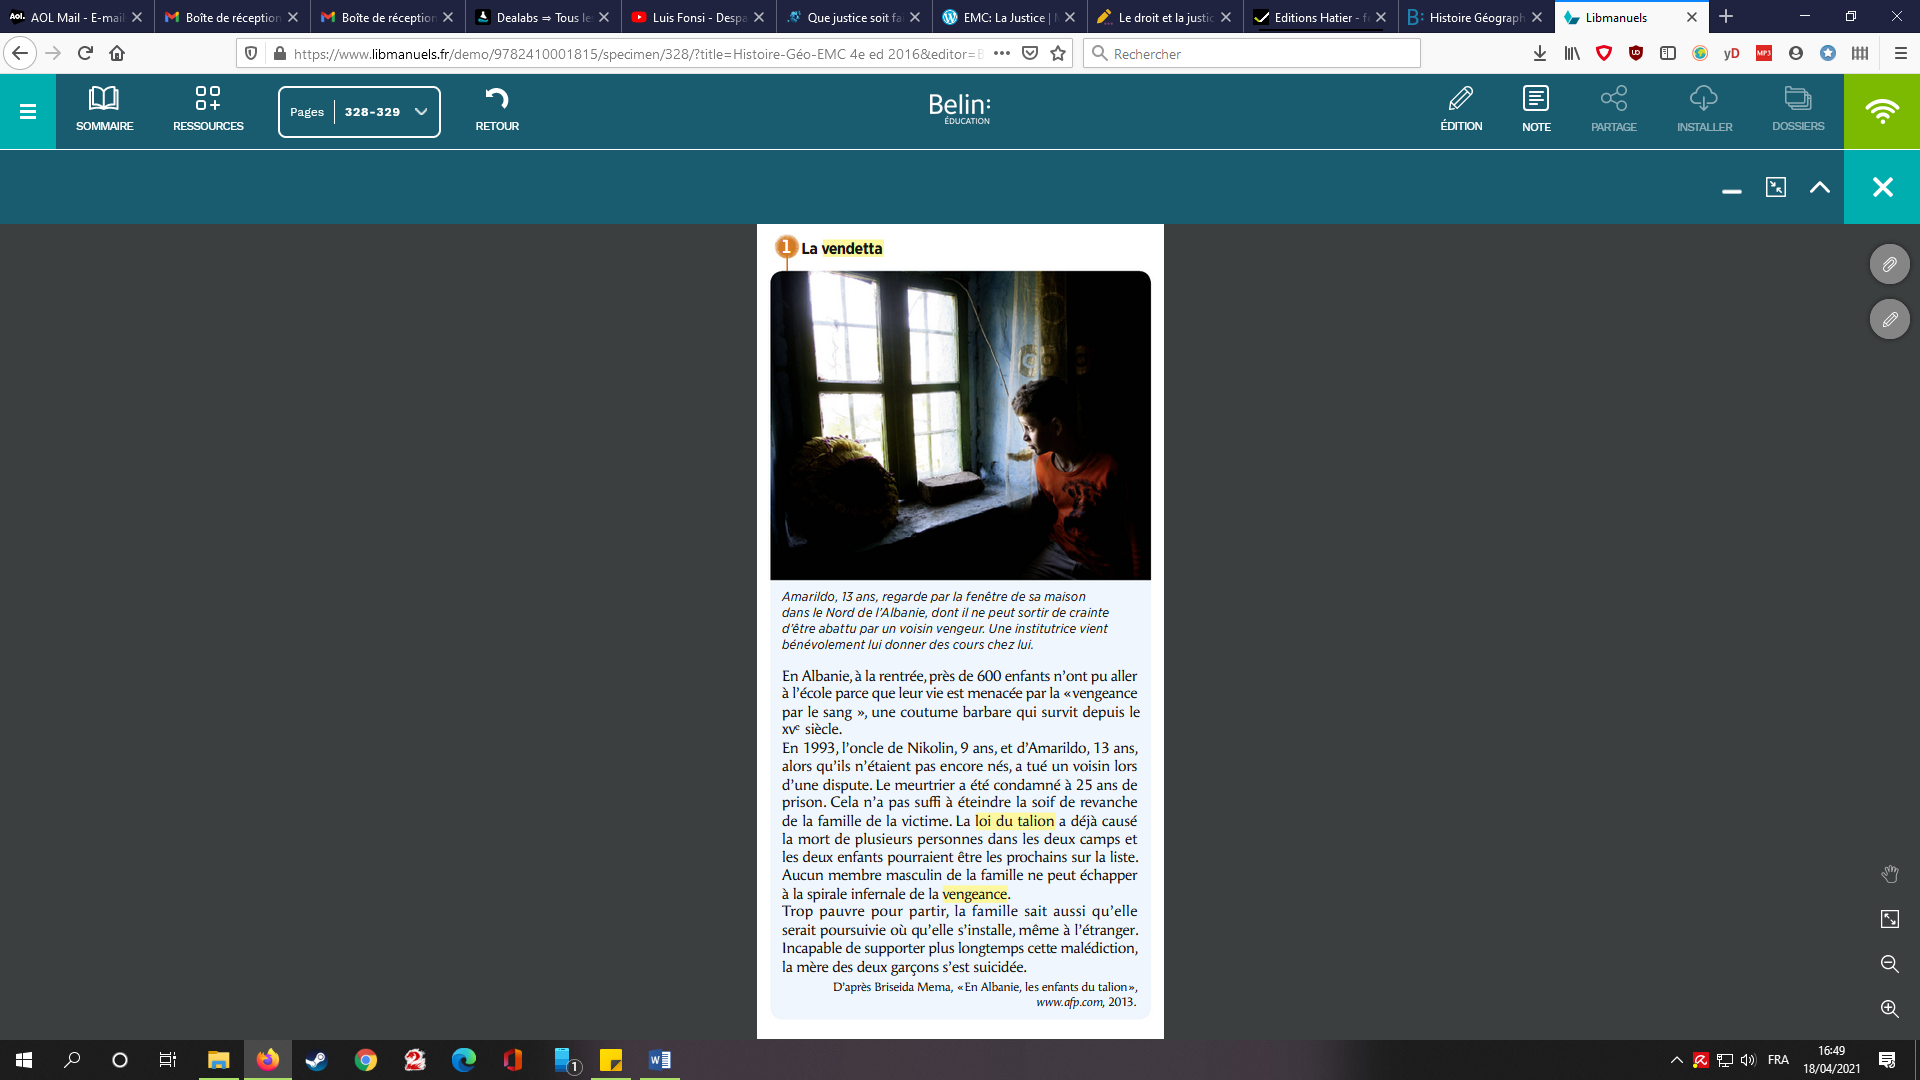 AOL Mail - E-mail
Boîte de réception
Boîte de réception
Dealabs ⇒ Tous le
Luis Fonsi - Despa
Que justice soit fai
EMC: La Justice |
Le droit et la justic
Editions Hatier - f
Histoire Géograph
Libmanuels
https://www.libmanuels.fr/demo/9782410001815/specimen/328/?title=Histoire-Géo-EMC 4e ed 2016&editor=B
Rechercher
SOMMAIRE
RESSOURCES
Pages 328-329
RETOUR
Belin:
ÉDUCATION
ÉDITION
NOTE
PARTAGE
INSTALLER
DOSSIERS
1 La vendetta
Amarildo, 13 ans, regarde par la fenêtre de sa maison
dans le Nord de l'Albanie, dont il ne peut sortir de crainte
d'être abattu par un voisin vengeur. Une institutrice vient
bénévolement lui donner des cours chez lui.
En Albanie, à la rentrée, près de 600 enfants n'ont pu aller
à l'école parce que leur vie est menacée par la «vengeance
par le sang », une coutume barbare qui survit depuis le
XVe siècle.
En 1993, l'oncle de Nikolin, 9 ans, et d'Amarildo, 13 ans,
alors qu'ils n'étaient pas encore nés, a tué un voisin lors
d'une dispute. Le meurtrier a été condamné à 25 ans de
prison. Cela n'a pas suffi à éteindre la soif de revanche
de la famille de la victime. La loi du talion a déjà causé
la mort de plusieurs personnes dans les deux camps et
les deux enfants pourraient être les prochains sur la liste.
Aucun membre masculin de la famille ne peut échapper
à la spirale infernale de la vengeance.
Trop pauvre pour partir, la famille sait aussi qu'elle
serait poursuivie où qu'elle s'installe, même à l'étranger.
Incapable de supporter plus longtemps cette malédiction,
la mère des deux garçons s'est suicidée.
D'après Briseida Mema, «En Albanie, les enfants du talion»,
www.afp.com, 2013.
FRA
16:49
18/04/2021